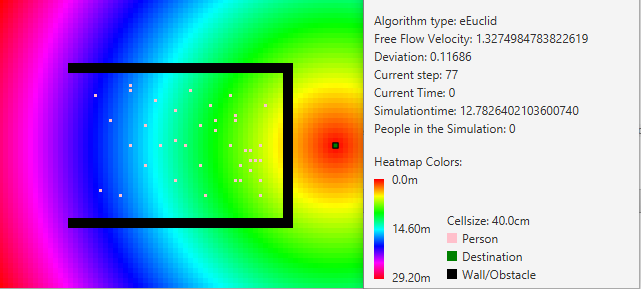 Algorithm type: eEuclid
Free Flow Velocity: 1.3274984783822619
Deviation: 0.11686
Current step: 77
Current Time: 0
Simulationtime: 12.7826402103600740
People in the Simulation: 0
Heatmap Colors:
0.0m
14.60m
29.20m
Cellsize: 40.0cm
Person
Destination
Wall/Obstacle